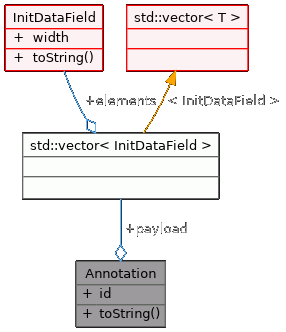 InitDataField
+ width
+ toString()
std::vector< T >
+elements
< InitDataField >
std::vector< InitDataField >
+payload
Annotation
+ id
+ toString()